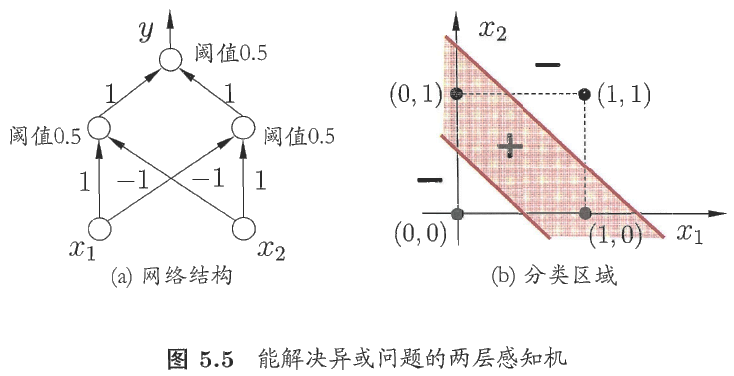 y
阈值0.5
1 1
阈值0.5 阈值0.5
1 -1 -1 1
x₁ x₂
(a) 网络结构
x₂
−
(0,1) (1,1)
+
−
(0,0) (1,0) x₁
(b) 分类区域
图 5.5 能解决异或问题的两层感知机